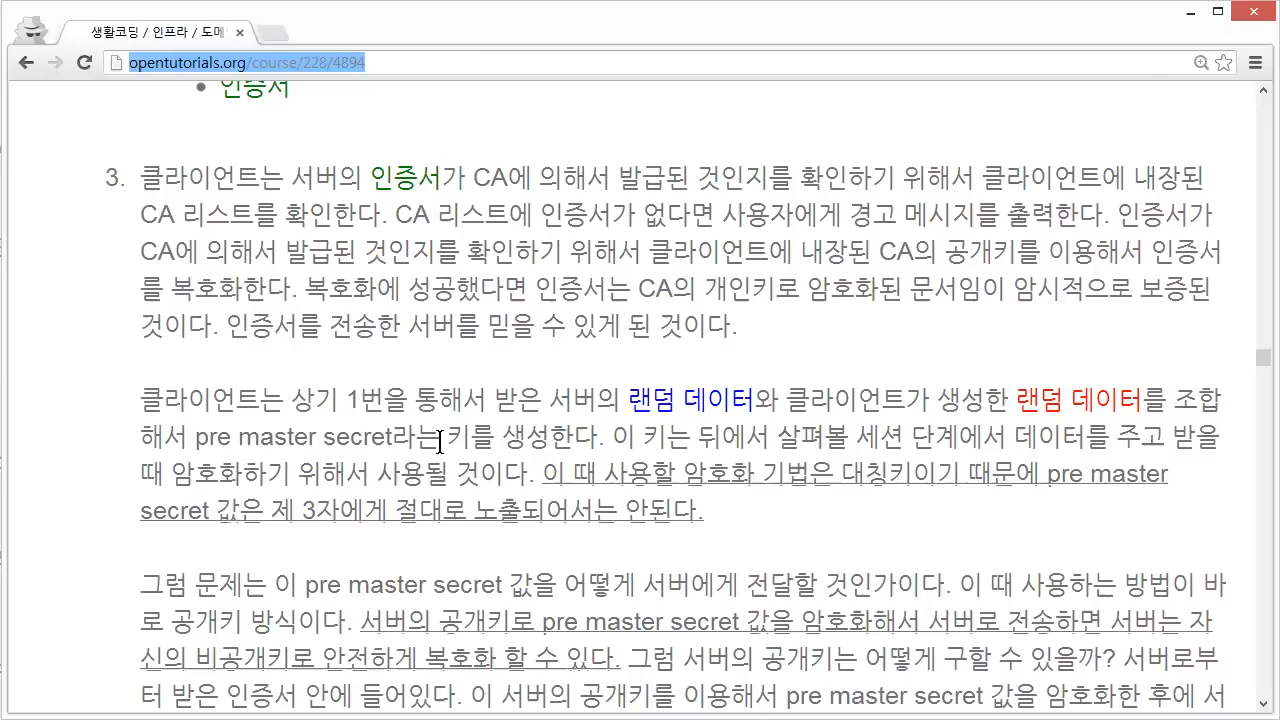 생활코딩 / 인프라 / 도메
opentutorials.org/course/228/4894
인증서
3. 클라이언트는 서버의 인증서가 CA에 의해서 발급된 것인지를 확인하기 위해서 클라이언트에 내장된
CA 리스트를 확인한다. CA 리스트에 인증서가 없다면 사용자에게 경고 메시지를 출력한다. 인증서가
CA에 의해서 발급된 것인지를 확인하기 위해서 클라이언트에 내장된 CA의 공개키를 이용해서 인증서
를 복호화한다. 복호화에 성공했다면 인증서는 CA의 개인키로 암호화된 문서임이 암시적으로 보증된
것이다. 인증서를 전송한 서버를 믿을 수 있게 된 것이다.
클라이언트는 상기 1번을 통해서 받은 서버의 랜덤 데이터와 클라이언트가 생성한 랜덤 데이터를 조합
해서 pre master secret라는 키를 생성한다. 이 키는 뒤에서 살펴볼 세션 단계에서 데이터를 주고 받을
때 암호화하기 위해서 사용될 것이다. 이 때 사용할 암호화 기법은 대칭키이기 때문에 pre master
secret 값은 제 3자에게 절대로 노출되어서는 안된다.
그럼 문제는 이 pre master secret 값을 어떻게 서버에게 전달할 것인가이다. 이 때 사용하는 방법이 바
로 공개키 방식이다. 서버의 공개키로 pre master secret 값을 암호화해서 서버로 전송하면 서버는 자
신의 비공개키로 안전하게 복호화 할 수 있다. 그럼 서버의 공개키는 어떻게 구할 수 있을까? 서버로부
터 받은 인증서 안에 들어있다. 이 서버의 공개키를 이용해서 pre master secret 값을 암호화한 후에 서